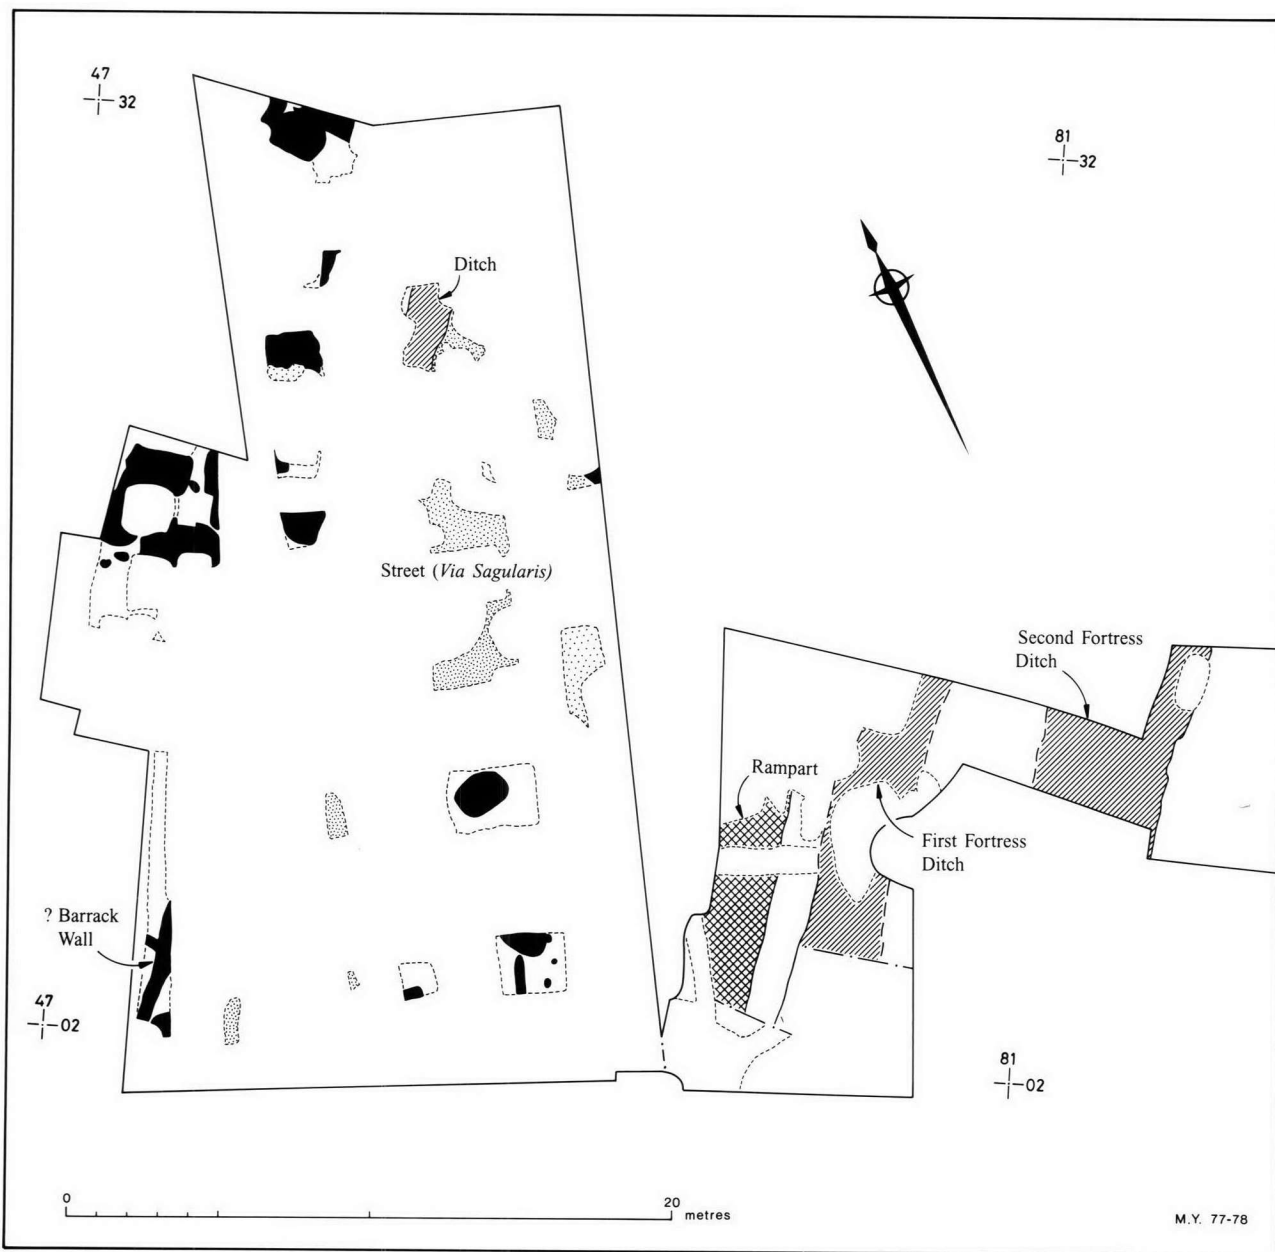 47
32
81
32
Ditch
Street (Via Sagularis)
Second Fortress
Ditch
Rampart
First Fortress
Ditch
? Barrack
Wall
47
02
81
02
0
20
metres
M.Y. 77-78